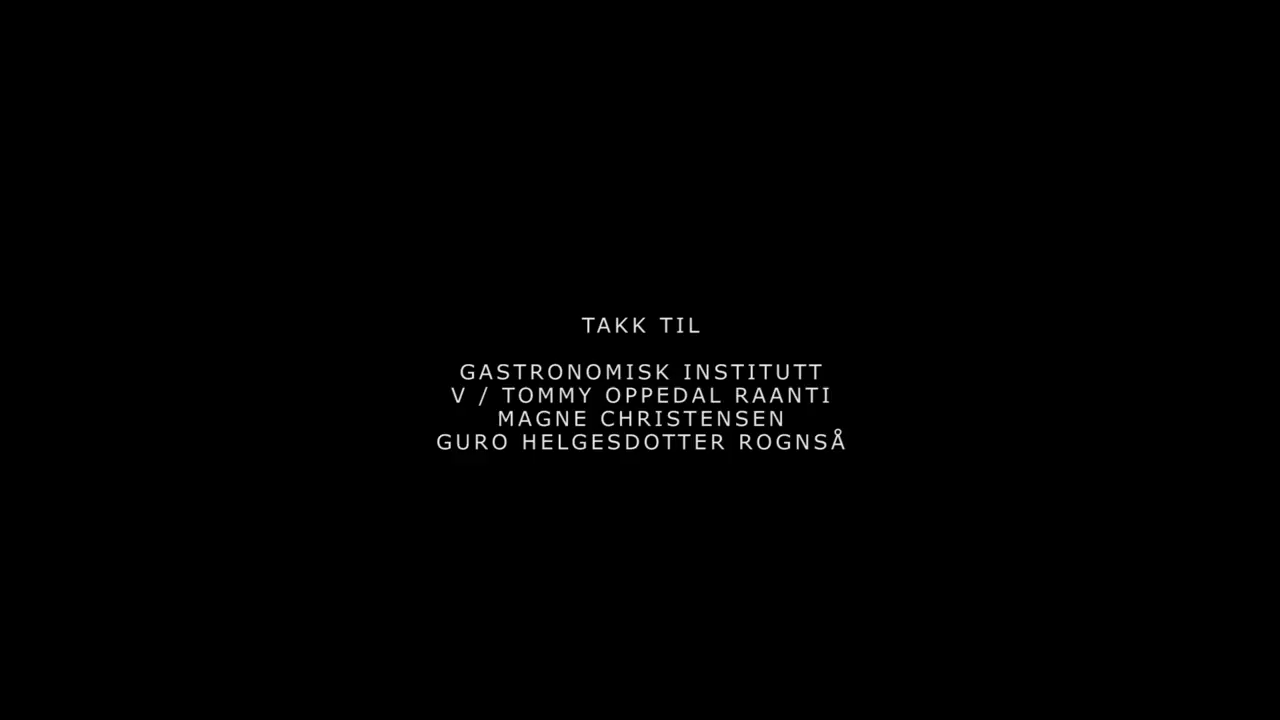 TAKK TIL
GASTRONOMISK INSTITUTT
V / TOMMY OPPEDAL RAANTI
MAGNE CHRISTENSEN
GURO HELGESDOTTER ROGNSÅ